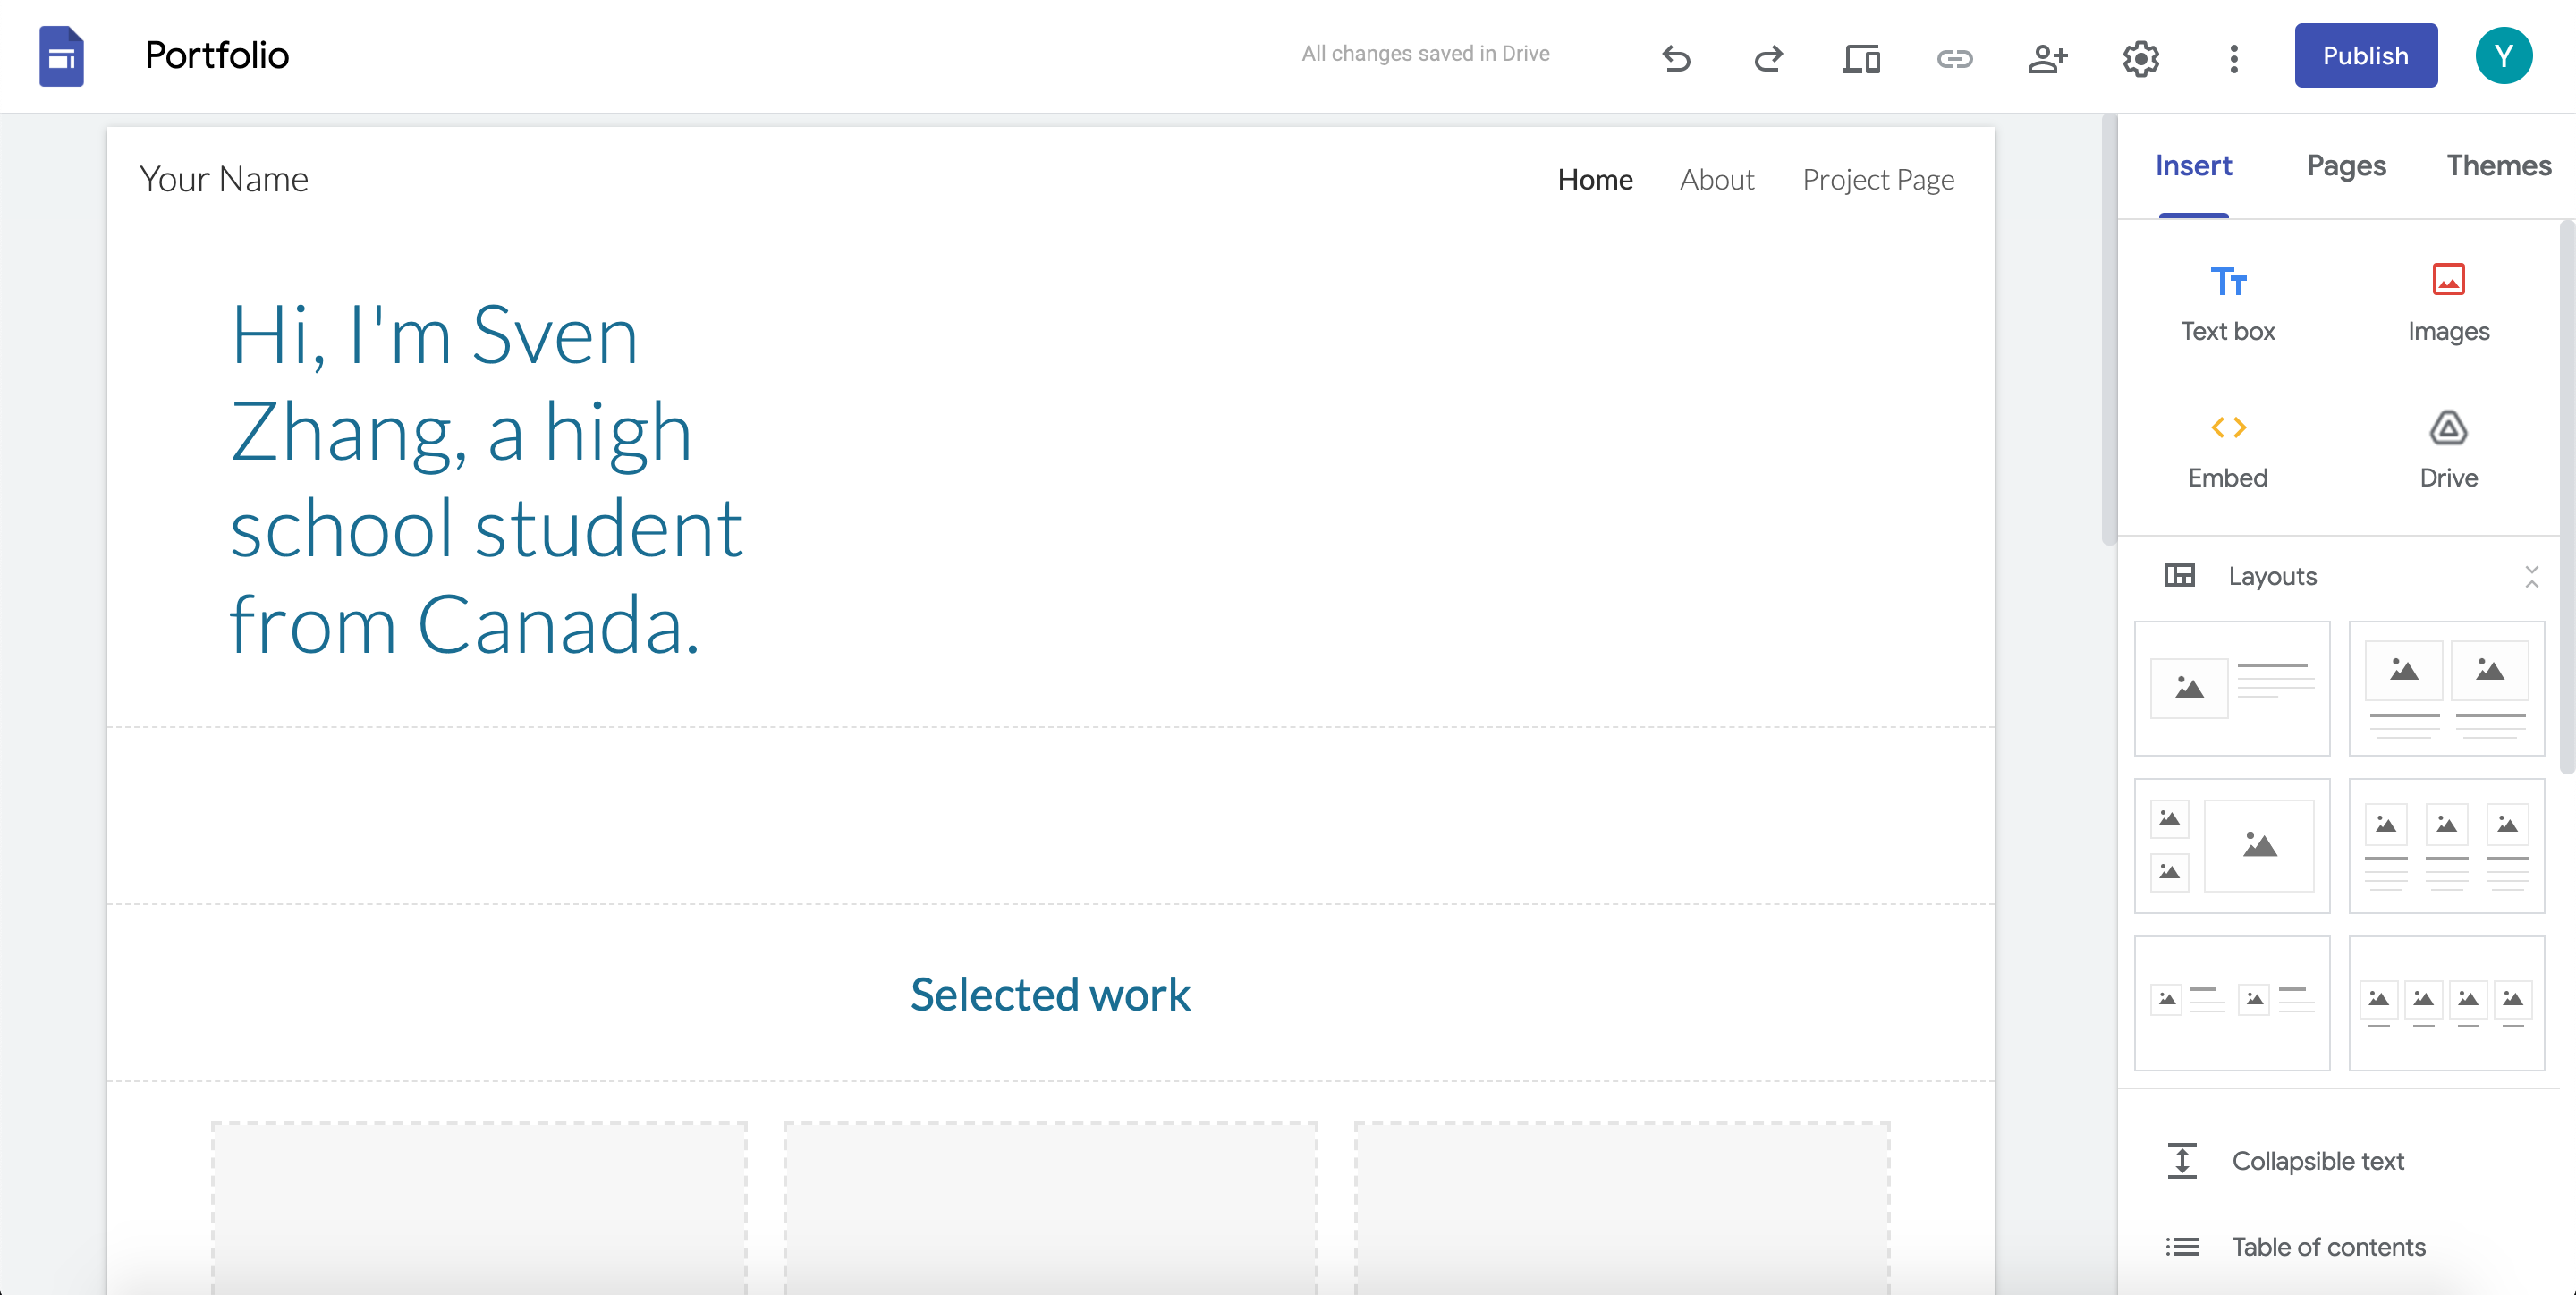 Portfolio
All changes saved in Drive
Publish
Y
Your Name
Home About Project Page
Insert Pages Themes
Hi, I'm Sven
Zhang, a high
school student
from Canada.
Text box Images
Embed Drive
Layouts
Selected work
Collapsible text
Table of contents